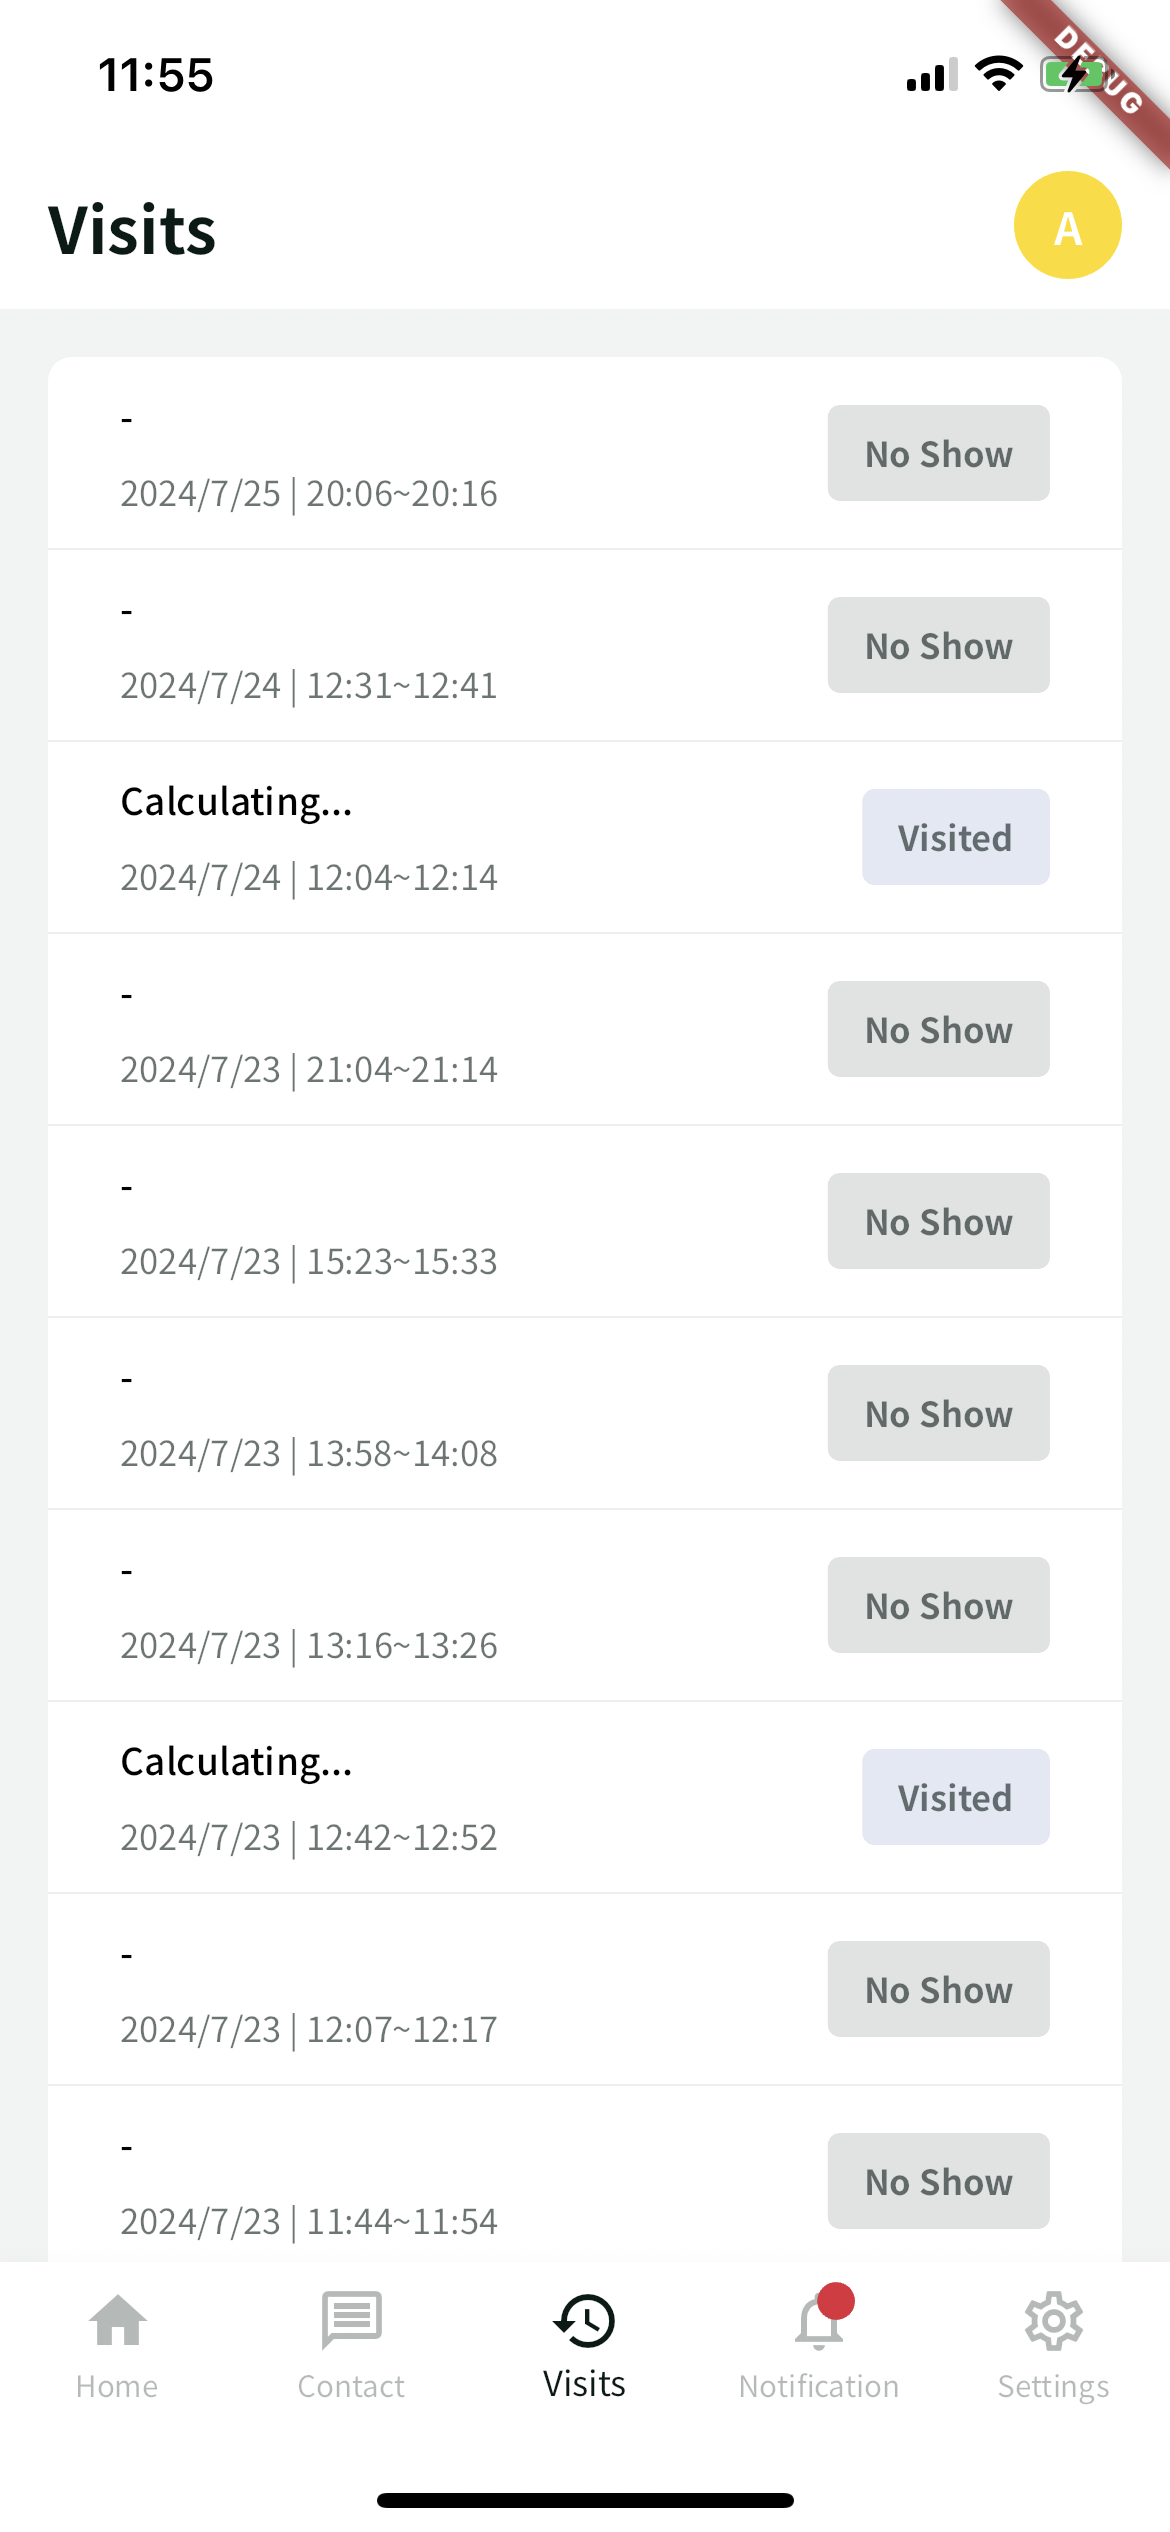 11:55
DEBUG
Visits
A
-
No Show
2024/7/25 | 20:06~20:16
-
No Show
2024/7/24 | 12:31~12:41
Calculating...
Visited
2024/7/24 | 12:04~12:14
-
No Show
2024/7/23 | 21:04~21:14
-
No Show
2024/7/23 | 15:23~15:33
-
No Show
2024/7/23 | 13:58~14:08
-
No Show
2024/7/23 | 13:16~13:26
Calculating...
Visited
2024/7/23 | 12:42~12:52
-
No Show
2024/7/23 | 12:07~12:17
-
No Show
2024/7/23 | 11:44~11:54
Home
Contact
Visits
Notification
Settings